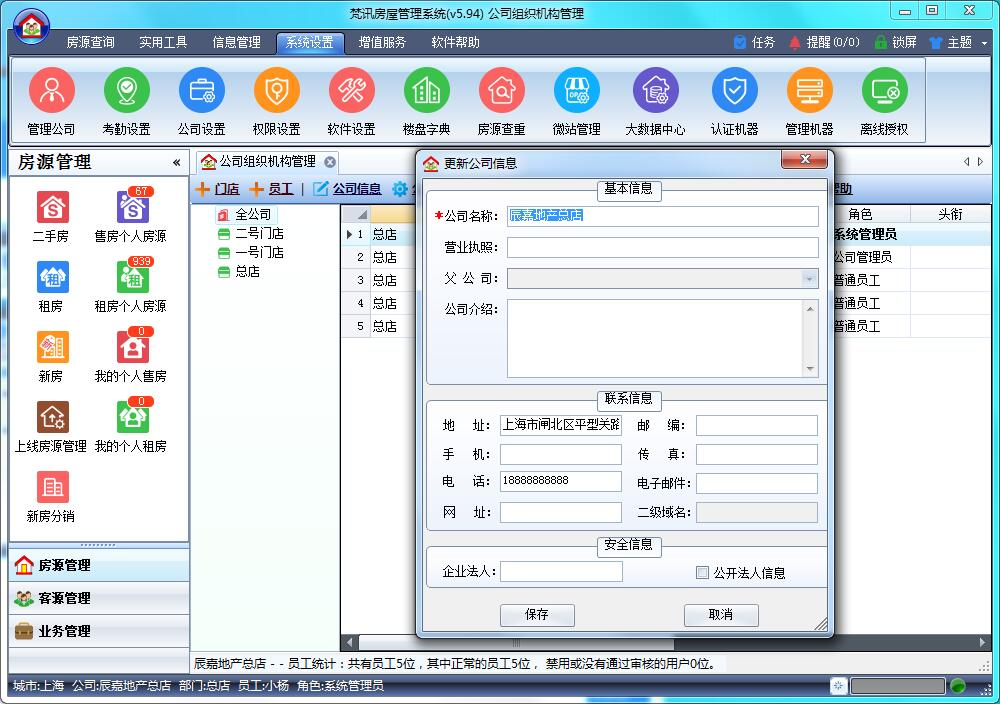 梵讯房屋管理系统(v5.94) 公司组织机构管理
房源查询 实用工具 信息管理 系统设置 增值服务 软件帮助 任务 提醒(0/0) 锁屏 主题
管理公司 考勤设置 公司设置 权限设置 软件设置 楼盘字典 房源查重 微站管理 大数据中心 认证机器 管理机器 离线授权
房源管理 «
67
二手房 售房个人房源
939
租房 租房个人房源
0
新房 我的个人售房
0
上线房源管理 我的个人租房
新房分销
房源管理
客源管理
业务管理
公司组织机构管理
门店 员工 公司信息
全公司
二号门店
一号门店
总店
1 总店
2 总店
3 总店
4 总店
5 总店
更新公司信息
基本信息
*公司名称: 辰嘉地产总店
营业执照:
父 公 司:
公司介绍:
联系信息
地 址: 上海市闸北区平型关路 邮 编:
手 机: 传 真:
电 话: 18888888888 电子邮件:
网 址: 二级域名:
安全信息
企业法人: 公开法人信息
保存 取消
角色 头衔
系统管理员
公司管理员
普通员工
普通员工
普通员工
辰嘉地产总店 - - 员工统计：共有员工5位，其中正常的员工5位， 禁用或没有通过审核的用户0位。
城市:上海 公司:辰嘉地产总店 部门:总店 员工:小杨 角色:系统管理员